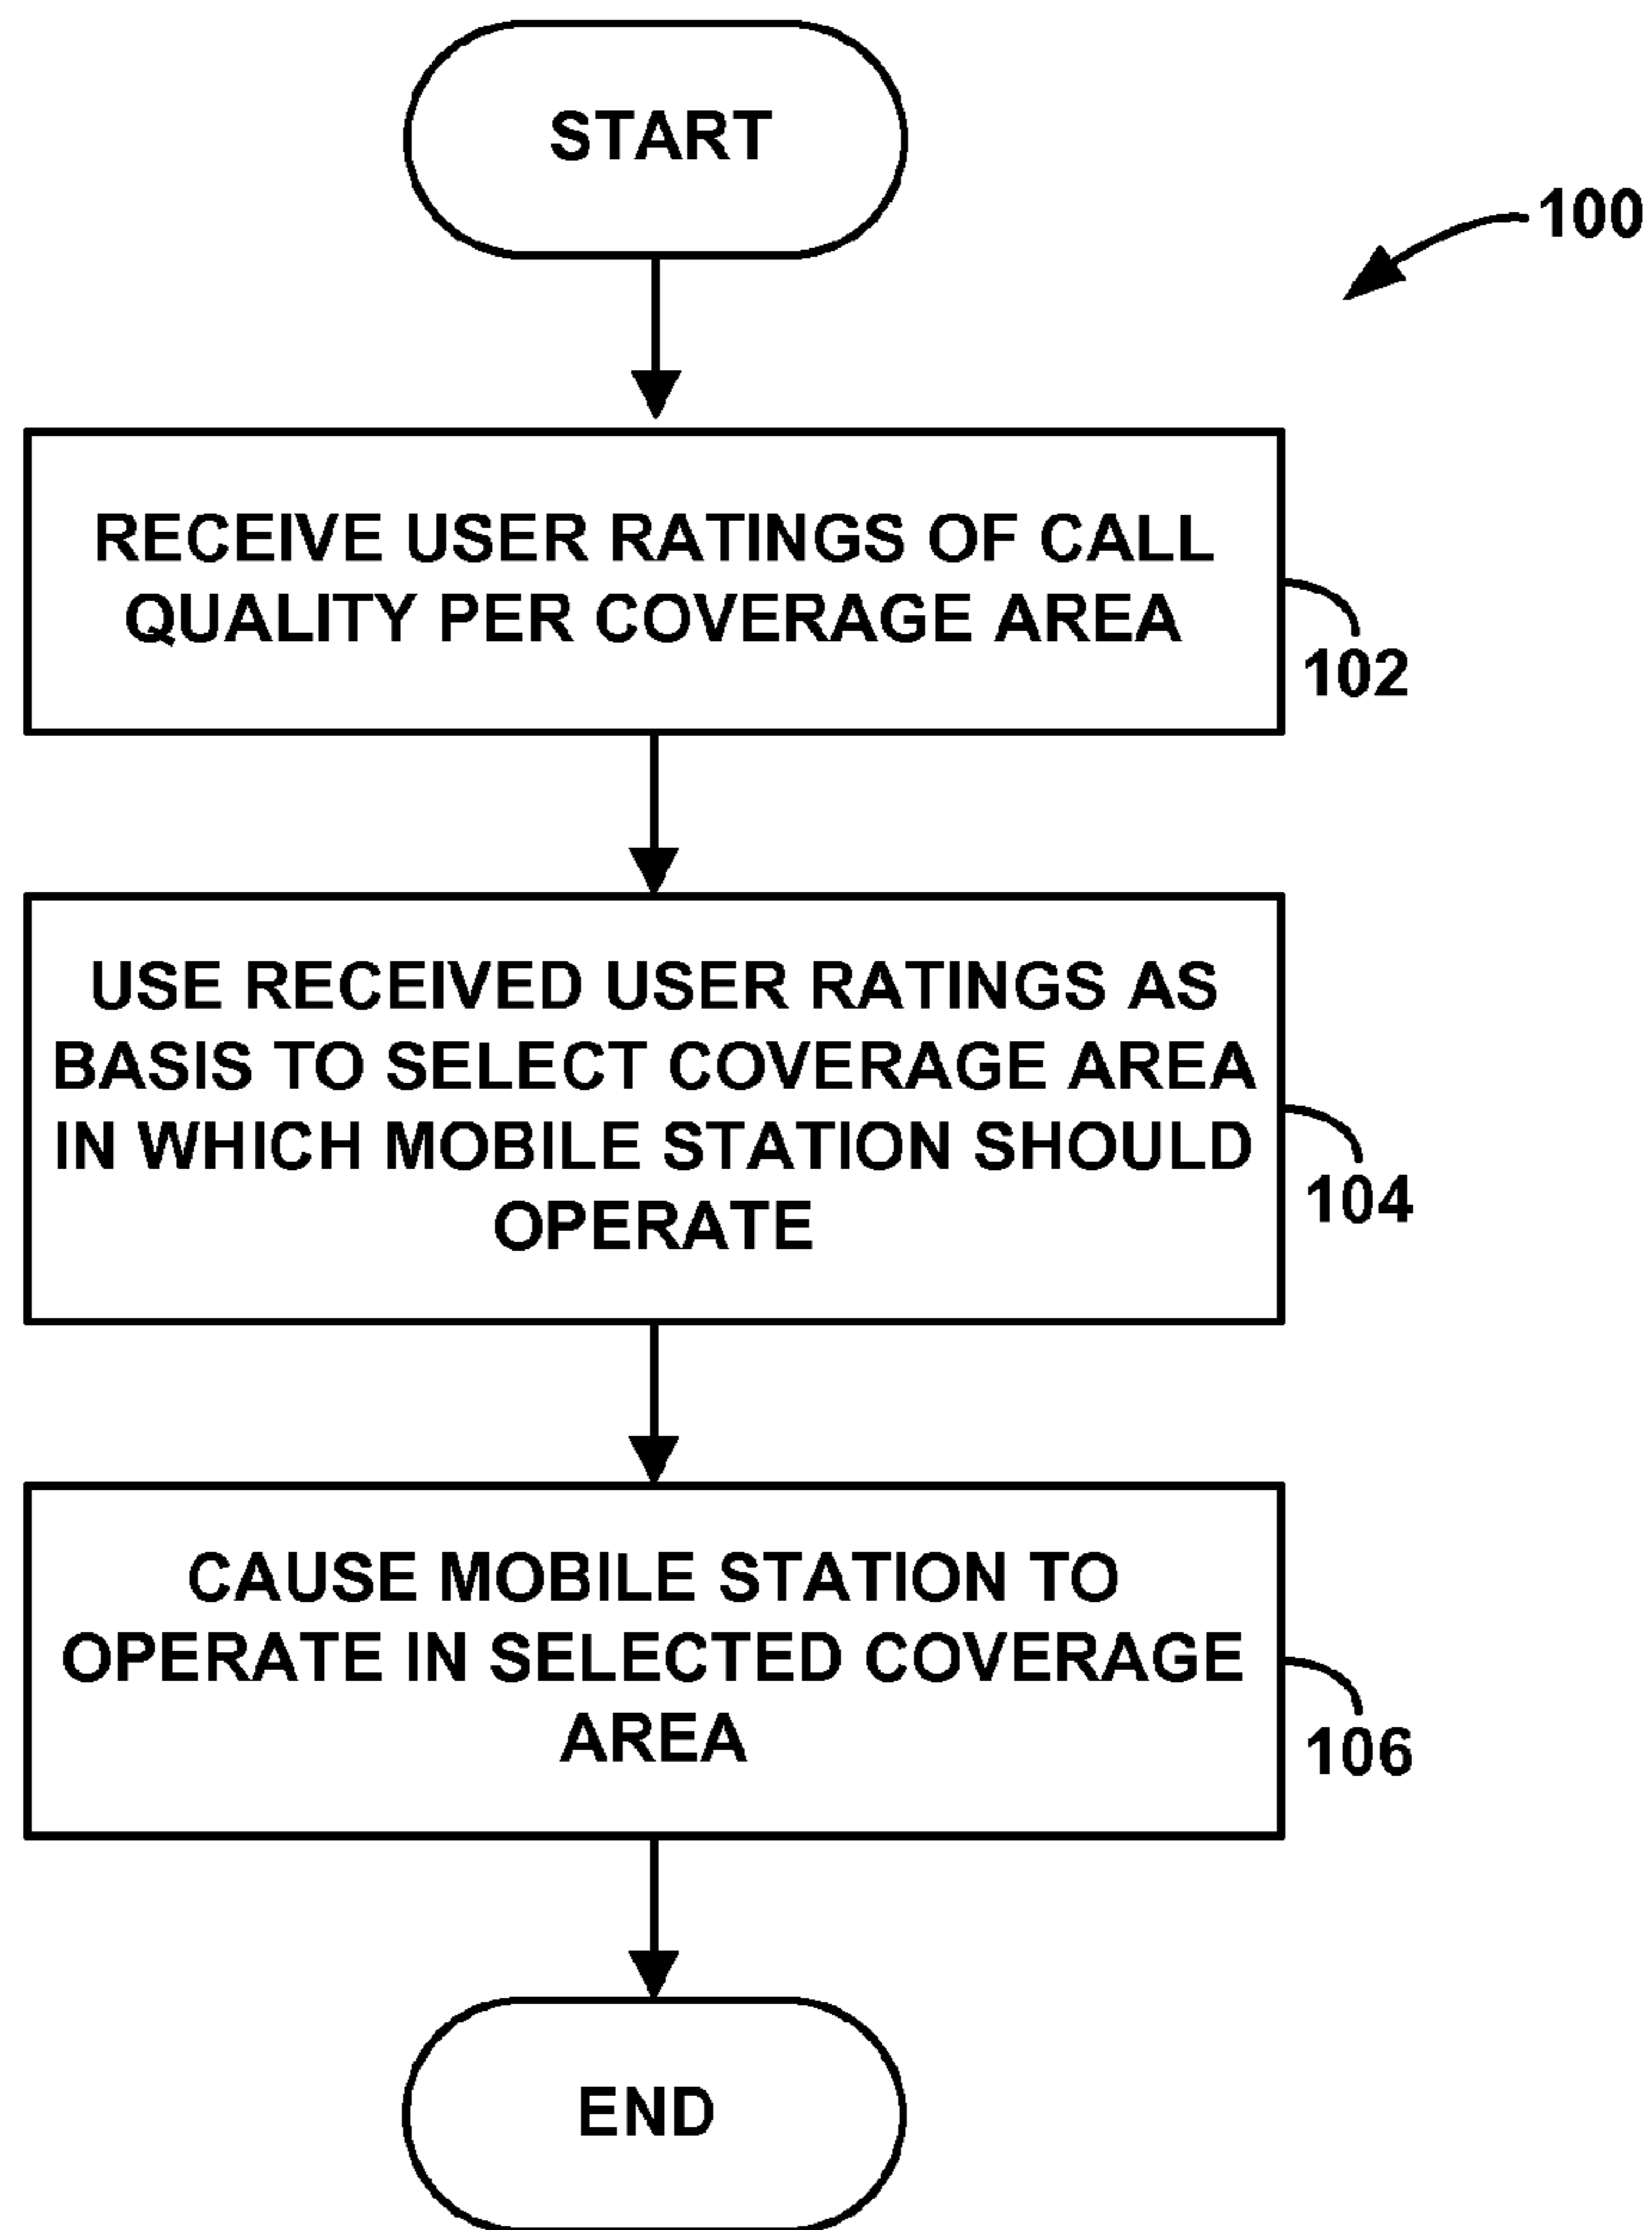 START
100
RECEIVE USER RATINGS OF CALL
QUALITY PER COVERAGE AREA
102
USE RECEIVED USER RATINGS AS
BASIS TO SELECT COVERAGE AREA
IN WHICH MOBILE STATION SHOULD
OPERATE
104
CAUSE MOBILE STATION TO
OPERATE IN SELECTED COVERAGE
AREA
106
END